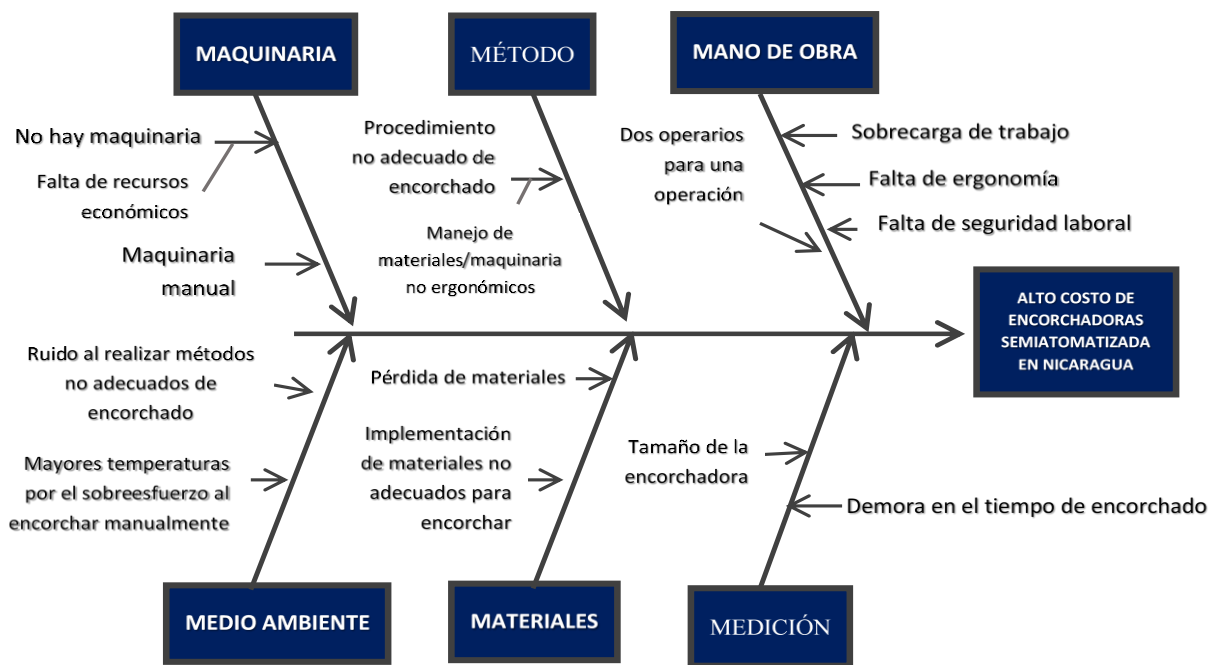 MAQUINARIA
MÉTODO
MANO DE OBRA
No hay maquinaria
Falta de recursos
económicos
Maquinaria
manual
Procedimiento
no adecuado de
encorchado
Manejo de
materiales/maquinaria
no ergonómicos
Dos operarios
para una
operación
Sobrecarga de trabajo
Falta de ergonomía
Falta de seguridad laboral
ALTO COSTO DE
ENCORCHADORAS
SEMIATOMATIZADA
EN NICARAGUA
Ruido al realizar métodos
no adecuados de
encorchado
Mayores temperaturas
por el sobreesfuerzo al
encorchar manualmente
Pérdida de materiales
Implementación
de materiales no
adecuados para
encorchar
Tamaño de la
encorchadora
Demora en el tiempo de encorchado
MEDIO AMBIENTE
MATERIALES
MEDICIÓN